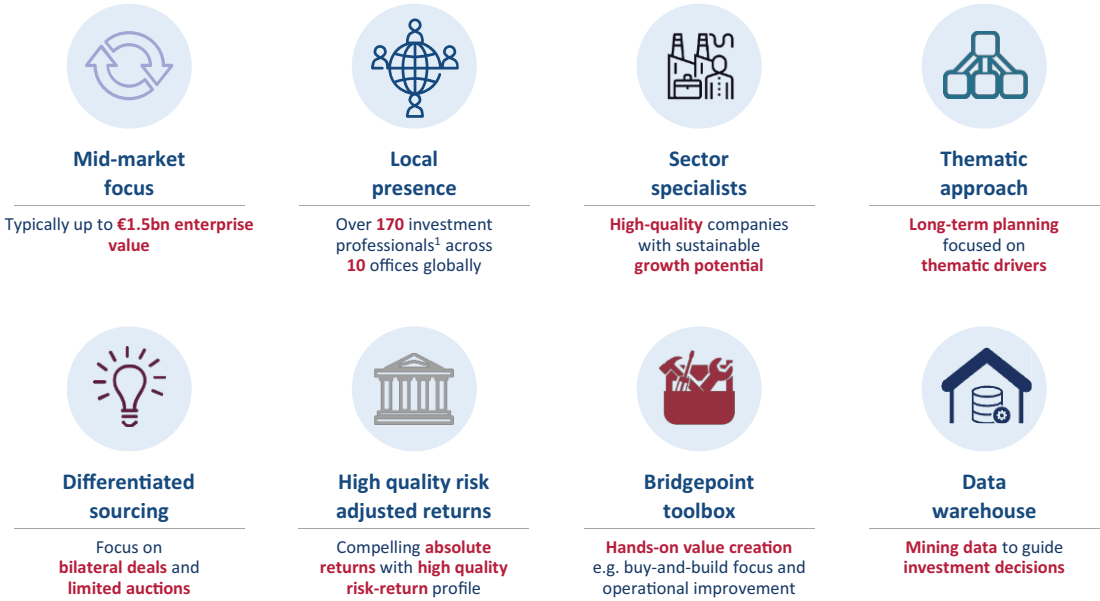 Mid-market
focus
Typically up to €1.5bn enterprise
value
Local
presence
Over 170 investment
professionals¹ across
10 offices globally
Sector
specialists
High-quality companies
with sustainable
growth potential
Thematic
approach
Long-term planning
focused on
thematic drivers
Differentiated
sourcing
Focus on
bilateral deals and
limited auctions
High quality risk
adjusted returns
Compelling absolute
returns with high quality
risk-return profile
Bridgepoint
toolbox
Hands-on value creation
e.g. buy-and-build focus and
operational improvement
Data
warehouse
Mining data to guide
investment decisions